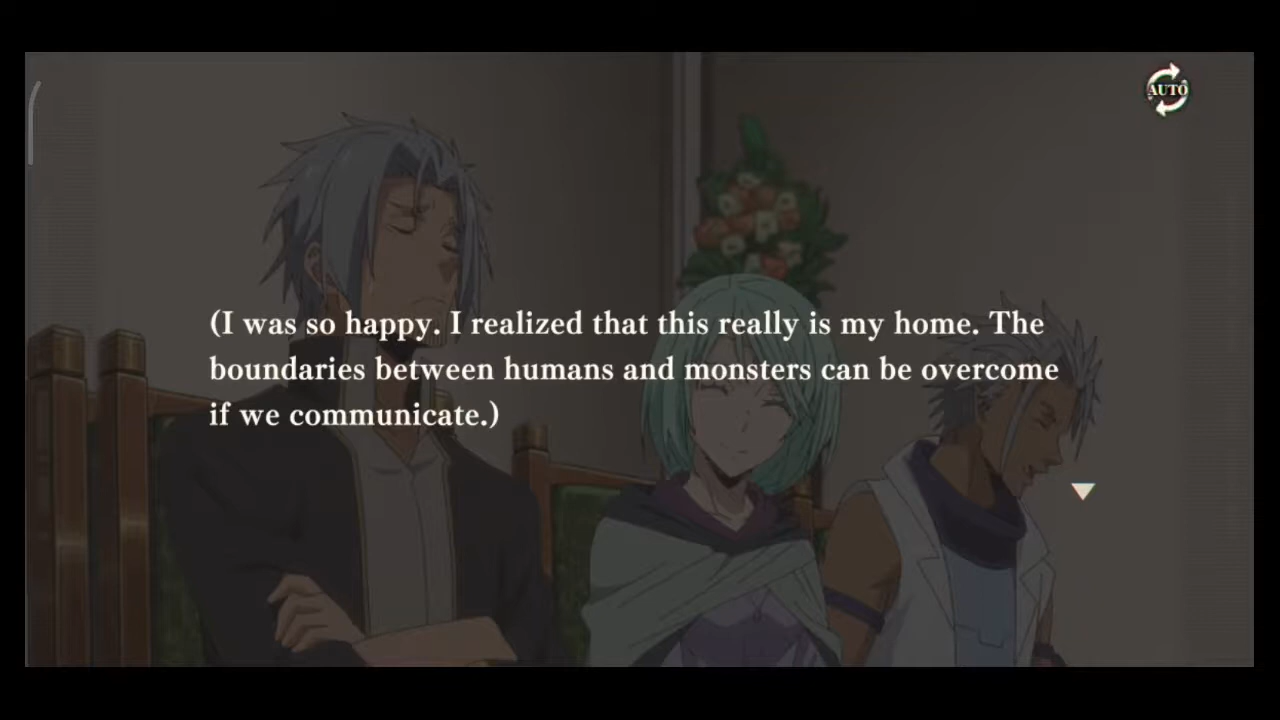 AUTO
(I was so happy. I realized that this really is my home. The
boundaries between humans and monsters can be overcome
if we communicate.)